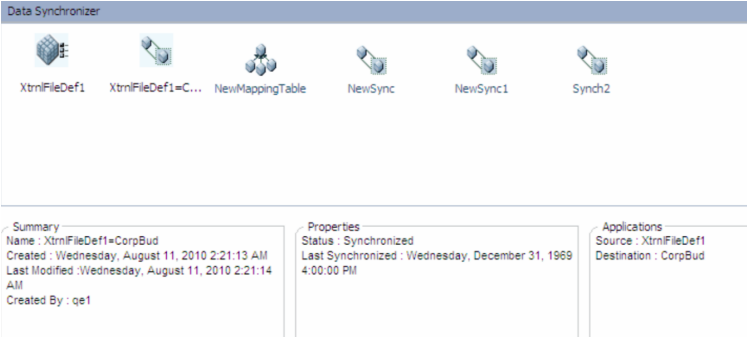 Data Synchronizer
XtrnlFileDef1 XtrnlFileDef1=C... NewMappingTable NewSync NewSync1 Synch2
Summary
Name : XtrnlFileDef1=CorpBud
Created : Wednesday, August 11, 2010 2:21:13 AM
Last Modified :Wednesday, August 11, 2010 2:21:14
AM
Created By : qe1
Properties
Status : Synchronized
Last Synchronized : Wednesday, December 31, 1969
4:00:00 PM
Applications
Source : XtrnlFileDef1
Destination : CorpBud